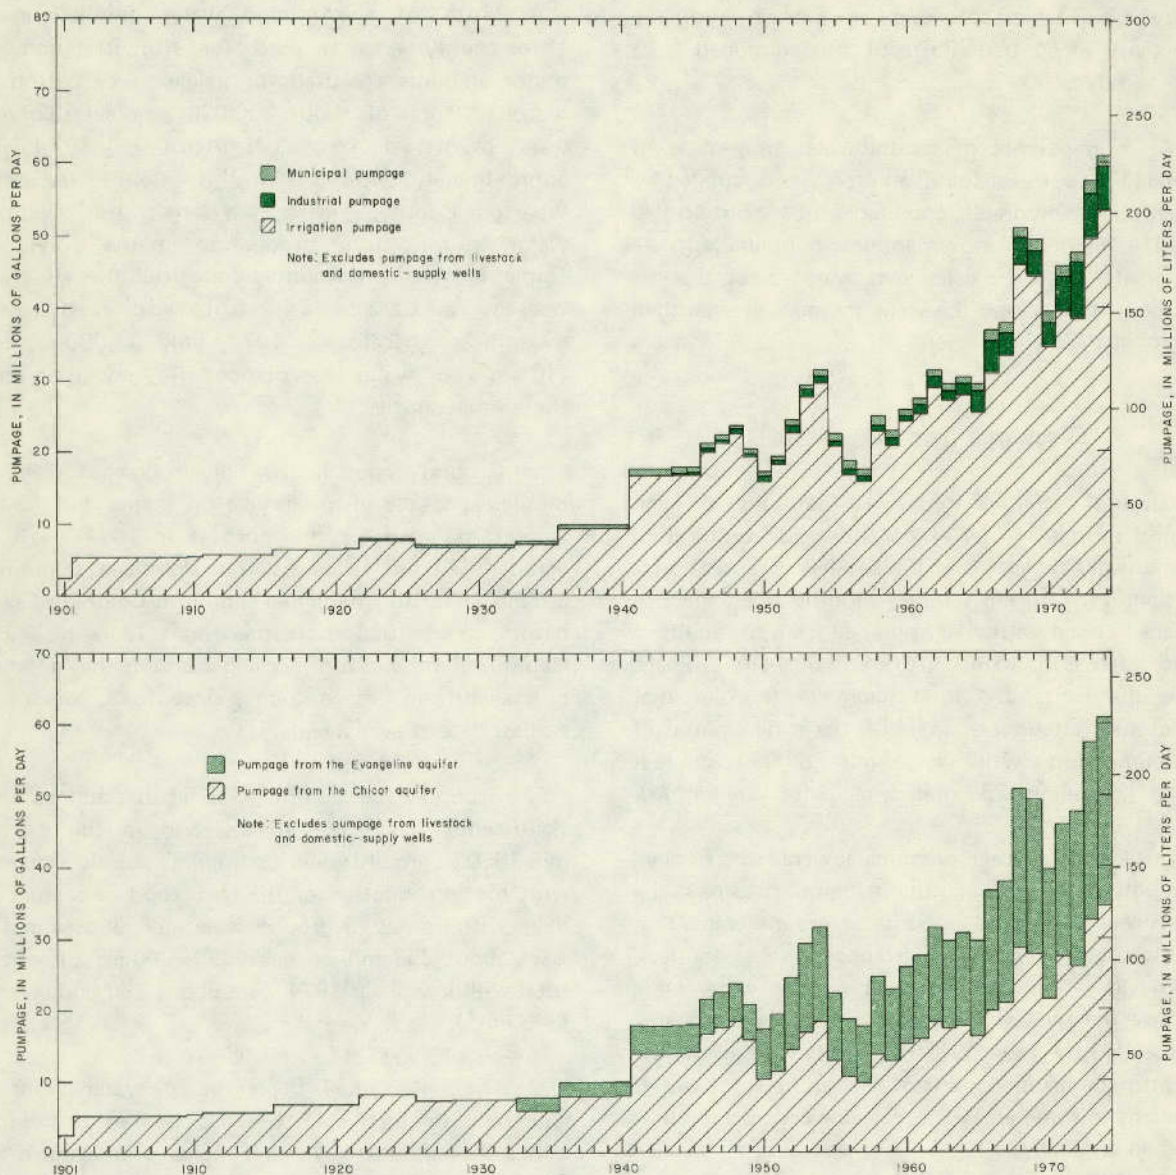 80
70
60
50
40
30
20
10
0
PUMPAGE, IN MILLIONS OF GALLONS PER DAY
300
250
200
150
100
50
PUMPAGE, IN MILLIONS OF LITERS PER DAY
Municipal pumpage
Industrial pumpage
Irrigation pumpage
Note: Excludes pumpage from livestock
and domestic-supply wells
1901 1910 1920 1930 1940 1950 1960 1970
70
60
50
40
30
20
10
0
PUMPAGE, IN MILLIONS OF GALLONS PER DAY
250
200
150
100
50
PUMPAGE, IN MILLIONS OF LITERS PER DAY
Pumpage from the Evangeline aquifer
Pumpage from the Chicot aquifer
Note: Excludes pumpage from livestock
and domestic-supply wells
1901 1910 1920 1930 1940 1950 1960 1970